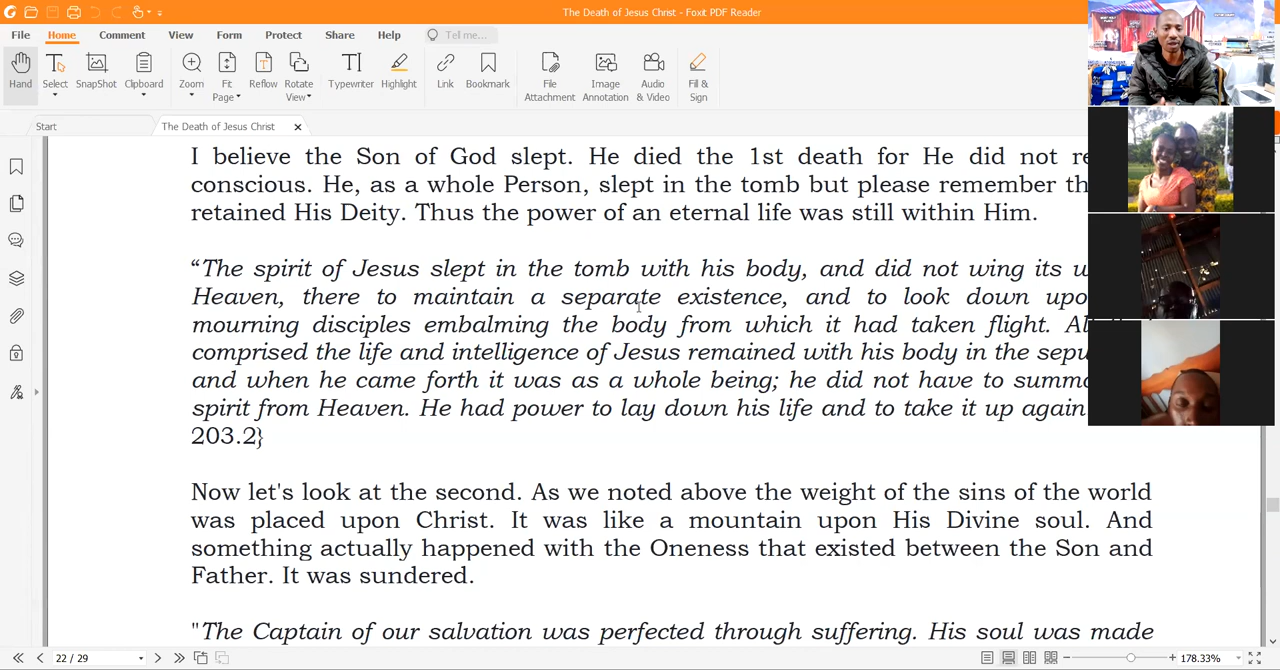 The Death of Jesus Christ - Foxit PDF Reader
File Home Comment View Form Protect Share Help Tell me...
Hand Select SnapShot Clipboard Zoom Fit Page Reflow Rotate View Typewriter Highlight Link Bookmark File Attachment Image Annotation Audio & Video Fill & Sign
Start The Death of Jesus Christ
I believe the Son of God slept. He died the 1st death for He did not
conscious. He, as a whole Person, slept in the tomb but please remember
retained His Deity. Thus the power of an eternal life was still within Him.
“The spirit of Jesus slept in the tomb with his body, and did not wing its
Heaven, there to maintain a separate existence, and to look down
mourning disciples embalming the body from which it had taken flight.
comprised the life and intelligence of Jesus remained with his body in the
and when he came forth it was as a whole being; he did not have to
spirit from Heaven. He had power to lay down his life and to take it up again
203.2}
Now let's look at the second. As we noted above the weight of the sins of the world
was placed upon Christ. It was like a mountain upon His Divine soul. And
something actually happened with the Oneness that existed between the Son and
Father. It was sundered.
"The Captain of our salvation was perfected through suffering. His soul was made
22 / 29 178.33%